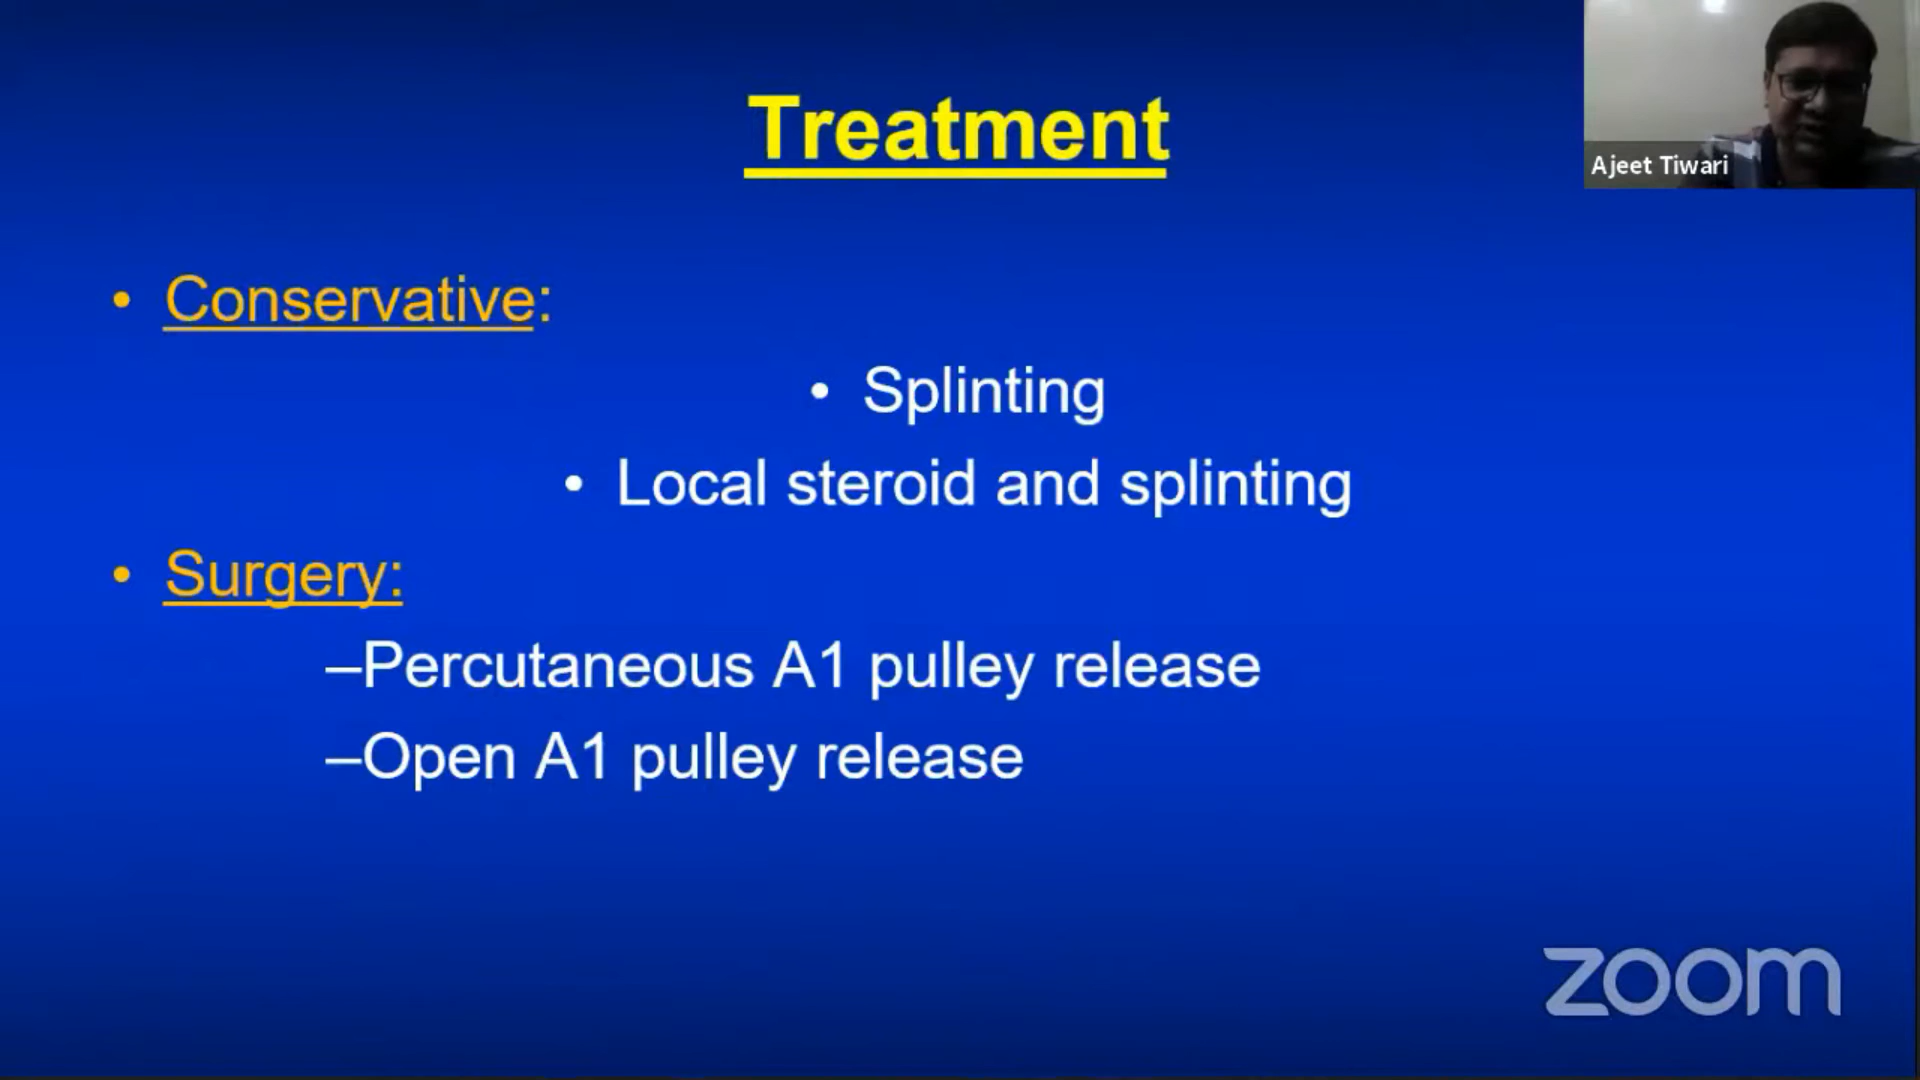 Treatment
Ajeet Tiwari
• Conservative:
• Splinting
• Local steroid and splinting
• Surgery:
–Percutaneous A1 pulley release
–Open A1 pulley release
zoom